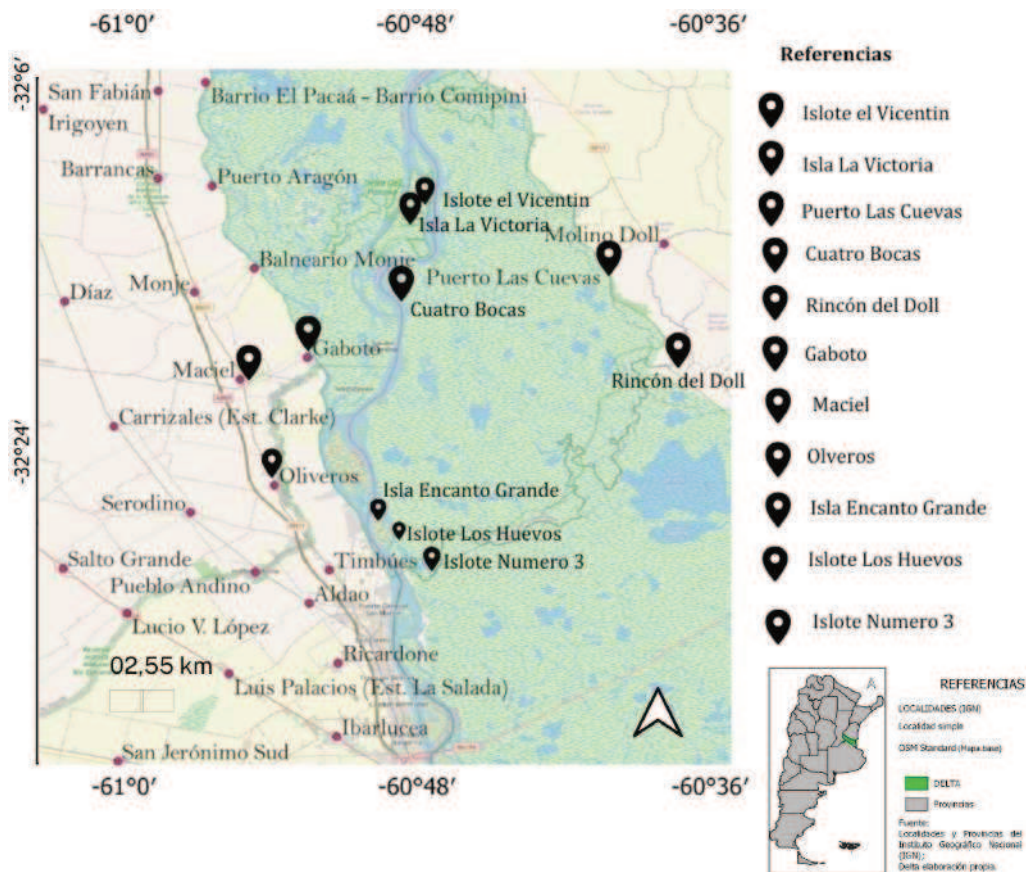 -61°0′
-60°48′
-60°36′
-32°6′
San Fabián
Barrio El Pacaá - Barrio Comipini
Irigoyen
Barrancas
Puerto Aragón
Islote el Vicentin
Isla La Victoria
Molino Doll
Balneario Monje
Puerto Las Cuevas
Monje
Díaz
Cuatro Bocas
Gaboto
Maciel
Rincón del Doll
Carrizales (Est. Clarke)
-32°24′
Oliveros
Isla Encanto Grande
Serodino
Islote Los Huevos
Salto Grande
Timbúes
Islote Numero 3
Pueblo Andino
Aldao
Lucio V. López
Ricardone
02,55 km
Luis Palacios (Est. La Salada)
Ibarlucea
San Jerónimo Sud
-61°0′
-60°48′
-60°36′
Referencias
Islote el Vicentin
Isla La Victoria
Puerto Las Cuevas
Cuatro Bocas
Rincón del Doll
Gaboto
Maciel
Olveros
Isla Encanto Grande
Islote Los Huevos
Islote Numero 3
A
REFERENCIAS
LOCALIDADES (IGN)
Localidad simple
OSM Standard (Mapa base)
DELTA
Provincias
Fuente:
Localidades y Provincias del
Instituto Geográfico Nacional
(IGN);
Delta elaboración propia.